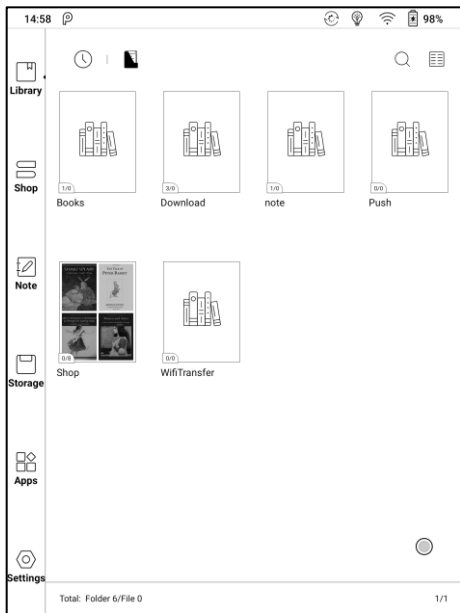 14:58
98%
Library
Shop
Note
Storage
Apps
Settings
1/0
Books
3/0
Download
1/0
note
0/0
Push
0/8
Shop
0/0
WifiTransfer
Total: Folder 6/File 0
1/1